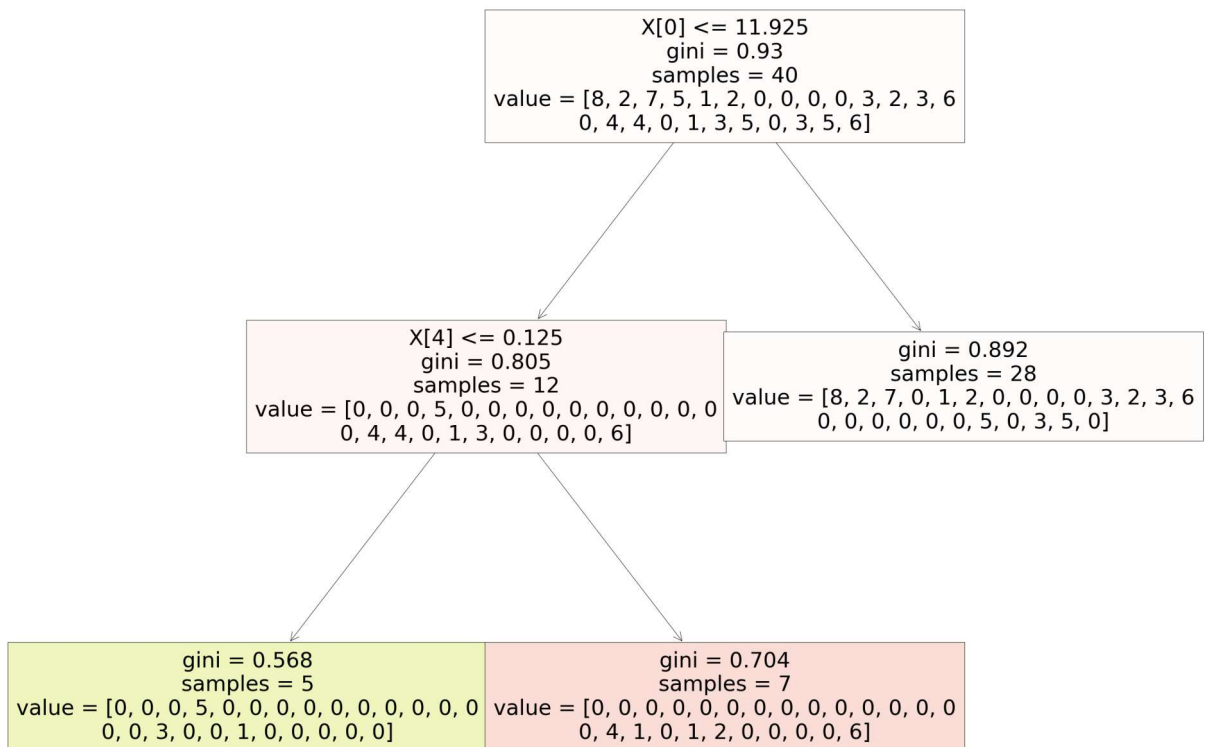 X[0] <= 11.925
gini = 0.93
samples = 40
value = [8, 2, 7, 5, 1, 2, 0, 0, 0, 0, 3, 2, 3, 6
0, 4, 4, 0, 1, 3, 5, 0, 3, 5, 6]
X[4] <= 0.125
gini = 0.805
samples = 12
value = [0, 0, 0, 5, 0, 0, 0, 0, 0, 0, 0, 0, 0, 0
0, 4, 4, 0, 1, 3, 0, 0, 0, 0, 6]
gini = 0.892
samples = 28
value = [8, 2, 7, 0, 1, 2, 0, 0, 0, 0, 3, 2, 3, 6
0, 0, 0, 0, 0, 0, 5, 0, 3, 5, 0]
gini = 0.568
samples = 5
value = [0, 0, 0, 5, 0, 0, 0, 0, 0, 0, 0, 0, 0, 0
0, 0, 3, 0, 0, 1, 0, 0, 0, 0, 0]
gini = 0.704
samples = 7
value = [0, 0, 0, 0, 0, 0, 0, 0, 0, 0, 0, 0, 0, 0
0, 4, 1, 0, 1, 2, 0, 0, 0, 0, 6]